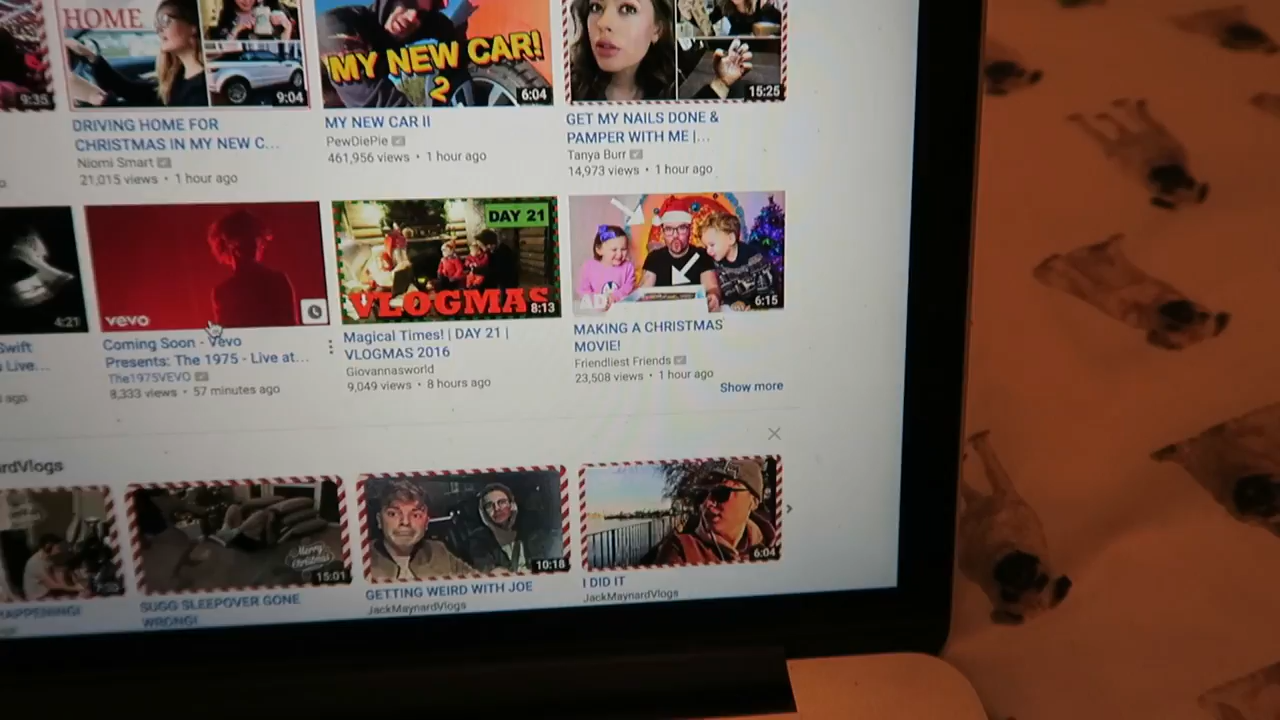 HOME
9:35
9:04
MY NEW CAR!
2
6:04
15:25
DRIVING HOME FOR
CHRISTMAS IN MY NEW C...
Niomi Smart
21,015 views • 1 hour ago
MY NEW CAR II
PewDiePie
461,956 views • 1 hour ago
GET MY NAILS DONE &
PAMPER WITH ME |...
Tanya Burr
14,973 views • 1 hour ago
4:21
vevo
DAY 21
VLOGMAS
8:13
AD
6:15
Swift
Live...
ago
Coming Soon - Vevo
Presents: The 1975 - Live at...
The1975VEVO
8,333 views • 57 minutes ago
Magical Times! | DAY 21 |
VLOGMAS 2016
Giovannasworld
9,049 views • 8 hours ago
MAKING A CHRISTMAS
MOVIE!
Friendliest Friends
23,508 views • 1 hour ago
Show more
rdVlogs
Merry
Christmas
15:01
10:18
6:04
HAPPENING!
SUGG SLEEPOVER GONE
WRONG!
GETTING WEIRD WITH JOE
JackMaynardVlogs
I DID IT
JackMaynardVlogs